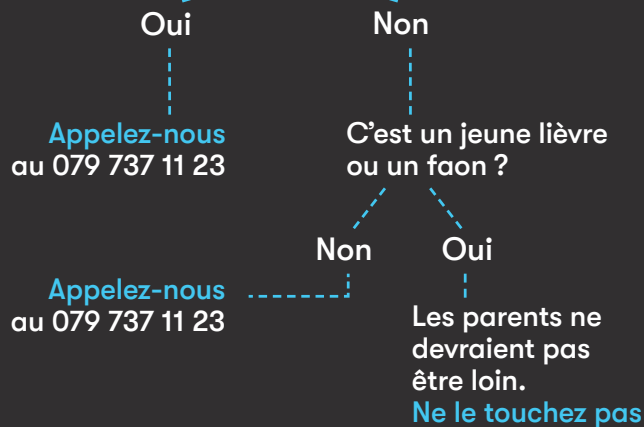 Oui
Non
Appelez-nous
au 079 737 11 23
C'est un jeune lièvre
ou un faon ?
Non
Oui
Appelez-nous
au 079 737 11 23
Les parents ne
devraient pas
être loin.
Ne le touchez pas